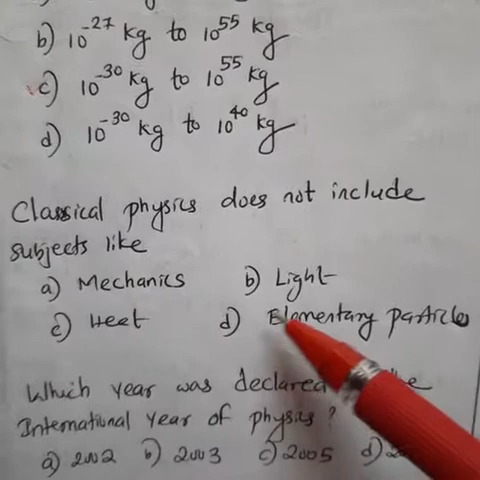 b) 10^-27 kg to 10^55 kg
c) 10^-30 kg to 10^55 kg
d) 10^-30 kg to 10^40 kg
Classical physics does not include
subjects like
a) Mechanics b) Light
c) Heat d) Elementary particles
Which year was declared
International Year of physics?
a) 2002 b) 2003 c) 2005 d)